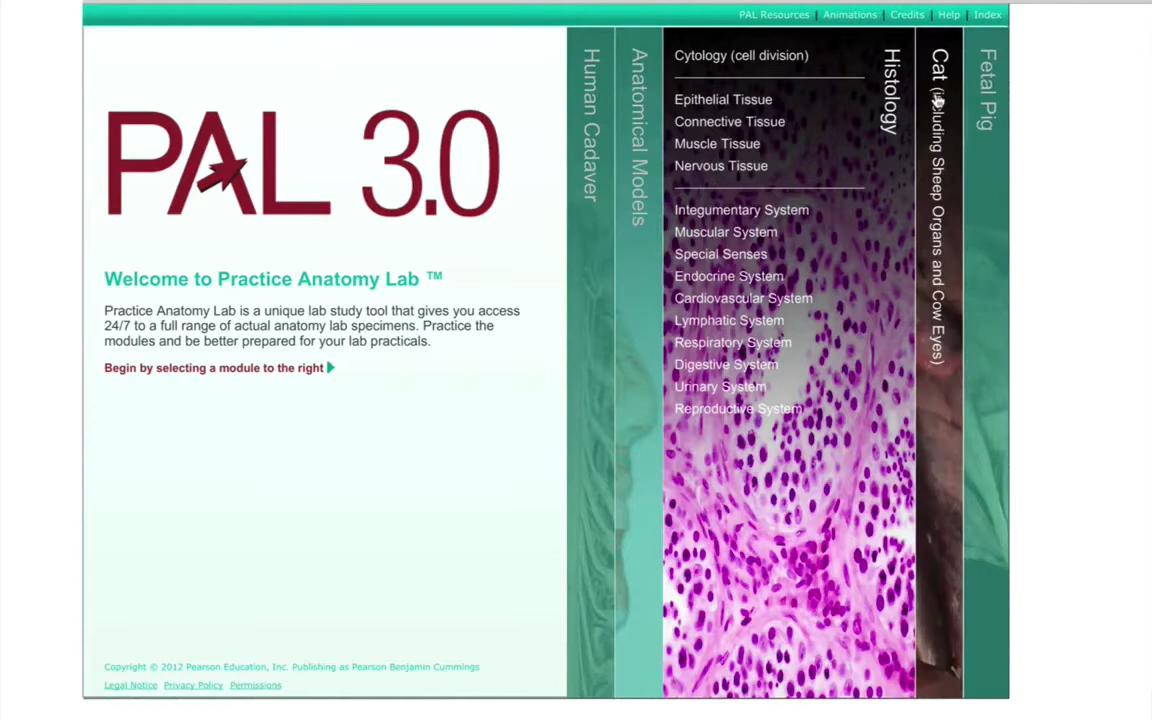 PAL Resources | Animations | Credits | Help | Index
PAL 3.0
Welcome to Practice Anatomy Lab ™
Practice Anatomy Lab is a unique lab study tool that gives you access
24/7 to a full range of actual anatomy lab specimens. Practice the
modules and be better prepared for your lab practicals.
Begin by selecting a module to the right
Copyright © 2012 Pearson Education, Inc. Publishing as Pearson Benjamin Cummings
Legal Notice Privacy Policy Permissions
Human Cadaver
Anatomical Models
Cytology (cell division)
Epithelial Tissue
Connective Tissue
Muscle Tissue
Nervous Tissue
Integumentary System
Muscular System
Special Senses
Endocrine System
Cardiovascular System
Lymphatic System
Respiratory System
Digestive System
Urinary System
Reproductive System
Histology
Cat (including Sheep Organs and Cow Eyes)
Fetal Pig